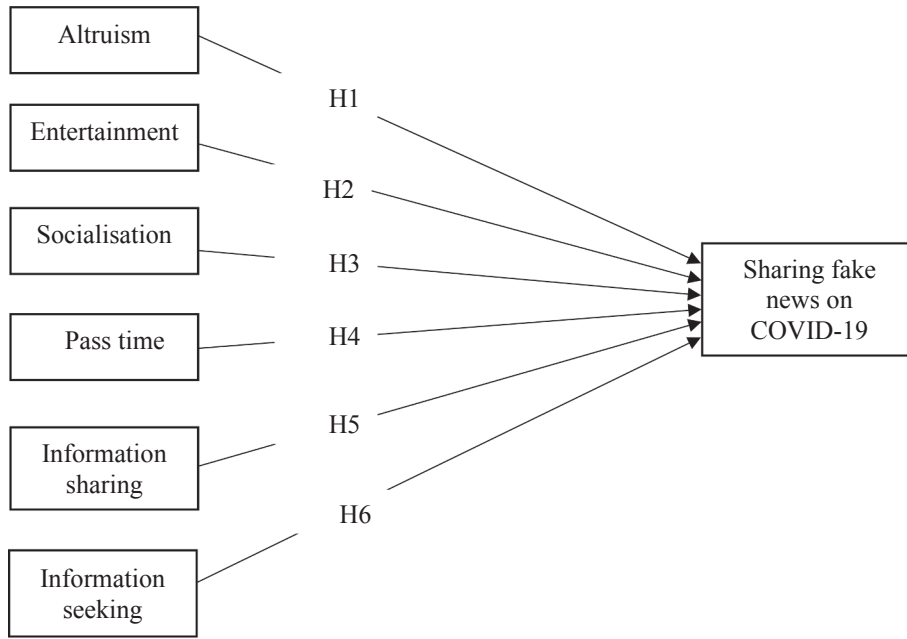 Altruism
H1
Entertainment
H2
Socialisation
H3
Sharing fake
news on
COVID-19
Pass time
H4
Information
sharing
H5
H6
Information
seeking